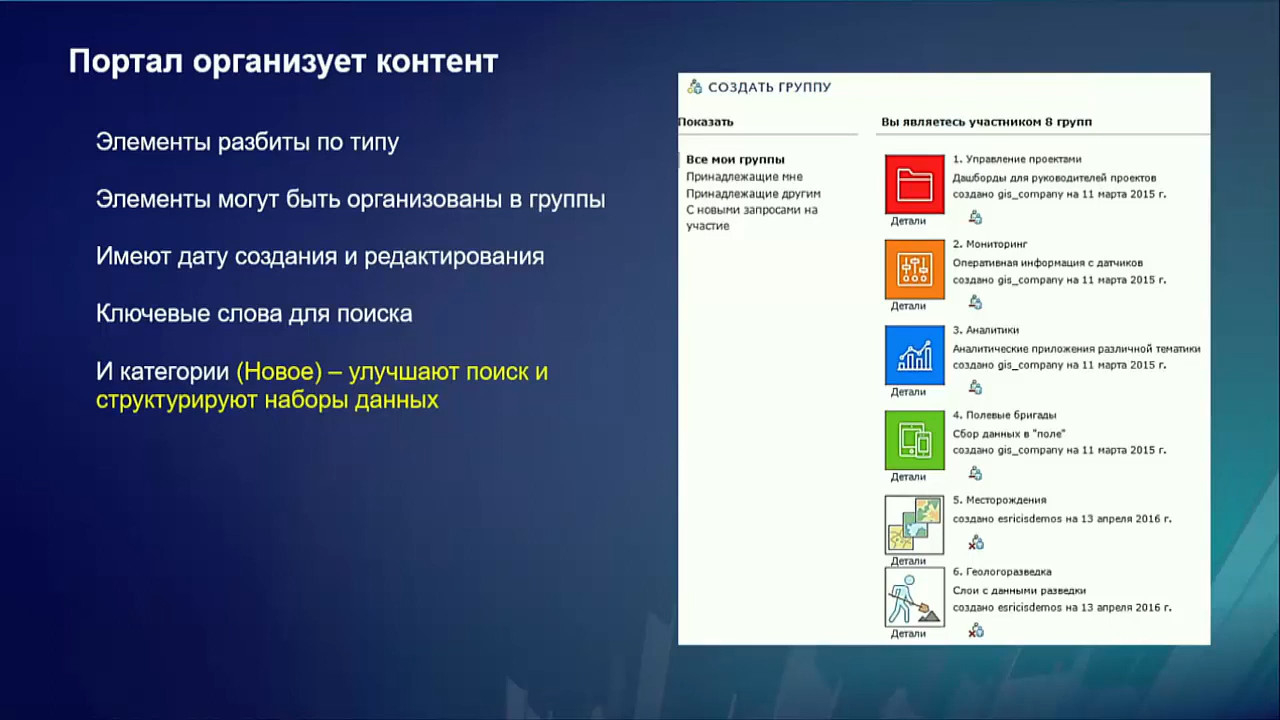 Портал организует контент
Элементы разбиты по типу
Элементы могут быть организованы в группы
Имеют дату создания и редактирования
Ключевые слова для поиска
И категории (Новое) – улучшают поиск и
структурируют наборы данных
СОЗДАТЬ ГРУППУ
Показать
Все мои группы
Принадлежащие мне
Принадлежащие другим
С новыми запросами на
участие
Вы являетесь участником 8 групп
1. Управление проектами
Дашборды для руководителей проектов
создано gis_company на 11 марта 2015 г.
Детали
2. Мониторинг
Оперативная информация с датчиков
создано gis_company на 11 марта 2015 г.
Детали
3. Аналитики
Аналитические приложения различной тематики
создано gis_company на 11 марта 2015 г.
Детали
4. Полевые бригады
Сбор данных в "поле"
создано gis_company на 11 марта 2015 г.
Детали
5. Месторождения
создано esricisdemos на 13 апреля 2016 г.
Детали
6. Геологоразведка
Слои с данными разведки
создано esricisdemos на 13 апреля 2016 г.
Детали